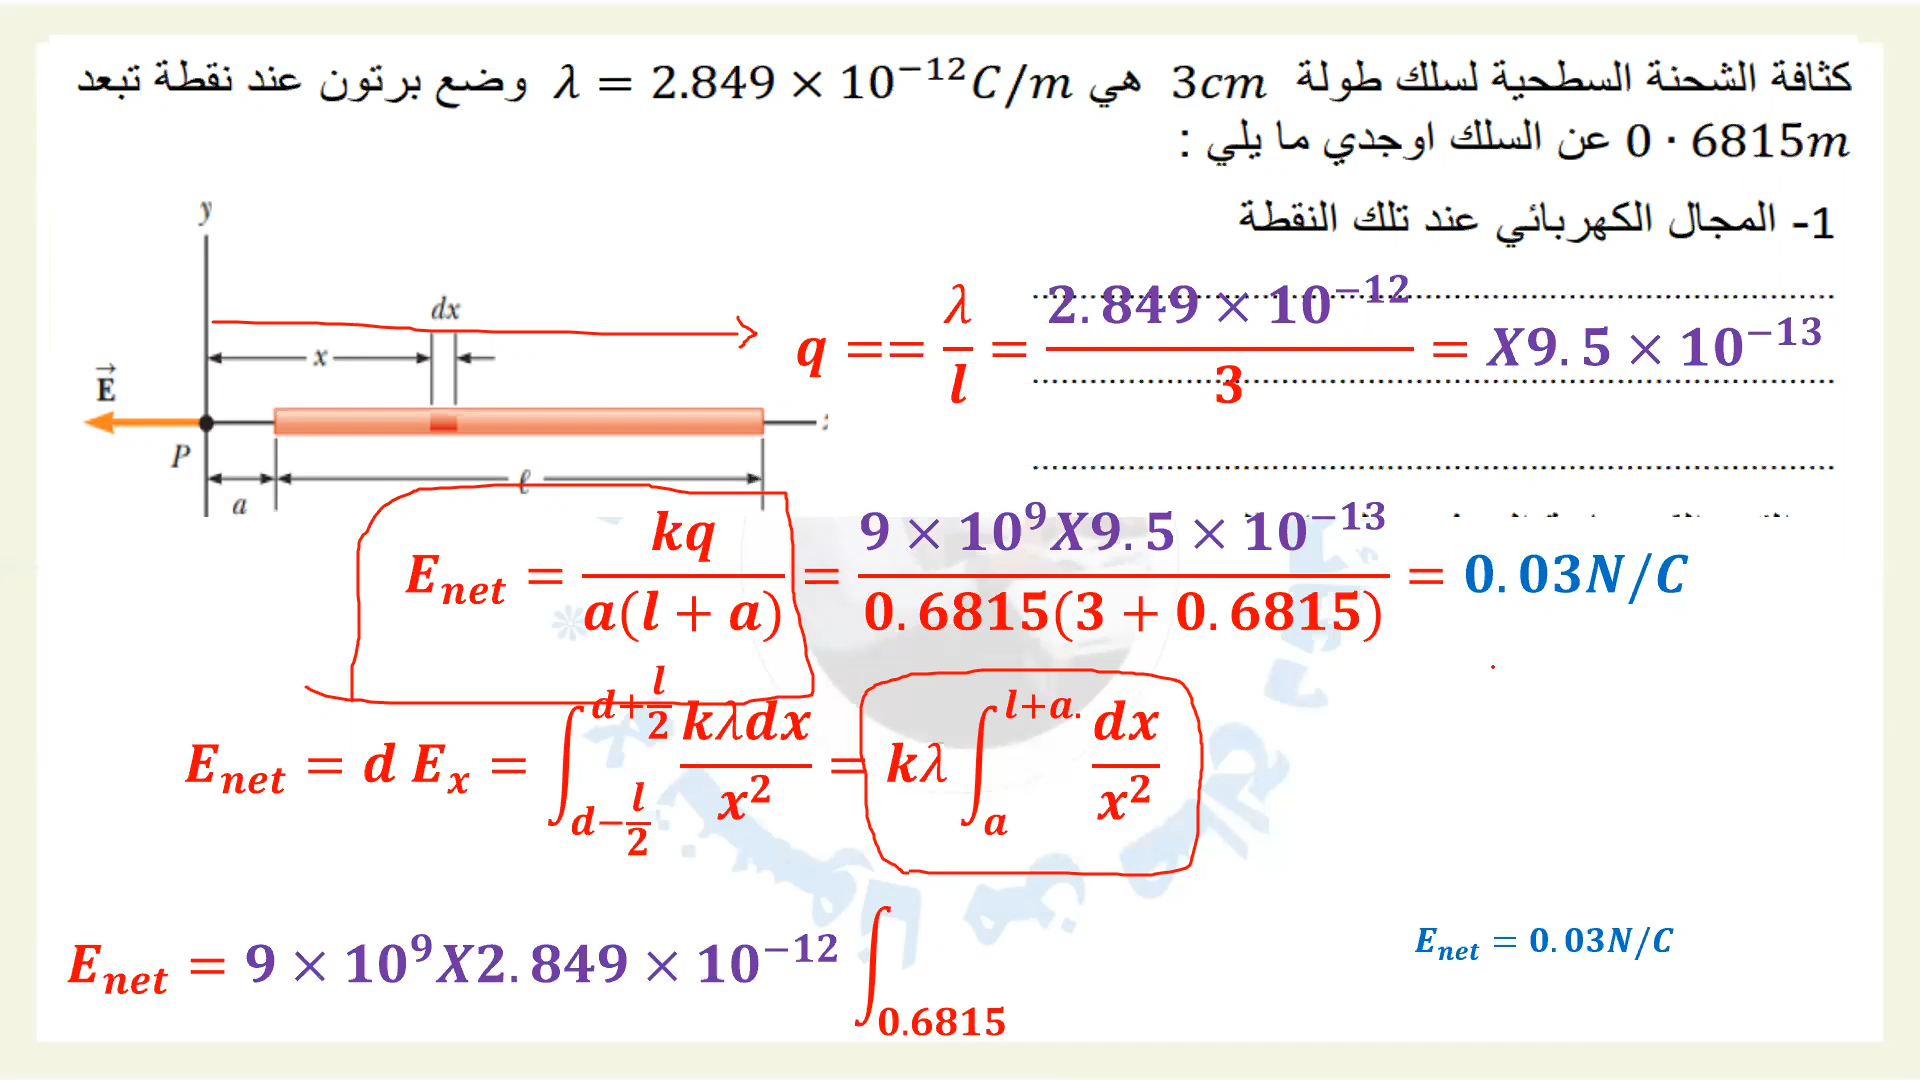 كثافة الشحنة السطحية لسلك طولة 3cm هي λ = 2.849 × 10⁻¹²C/m وضع برتون عند نقطة تبعد
0·6815m عن السلك اوجدي ما يلي :
1- المجال الكهربائي عند تلك النقطة
y
dx
x
E
P
a
ℓ
q == λ/l = 2.849 × 10⁻¹²/3 = X9.5 × 10⁻¹³
E_net = kq/a(l + a) = 9 × 10⁹X9.5 × 10⁻¹³/0.6815(3 + 0.6815) = 0.03N/C
E_net = d E_x = ∫_{d−l/2}^{d+l/2} kλdx/x² = kλ ∫_a^{l+a.} dx/x²
E_net = 9 × 10⁹X2.849 × 10⁻¹² ∫_{0.6815}
E_net = 0.03N/C